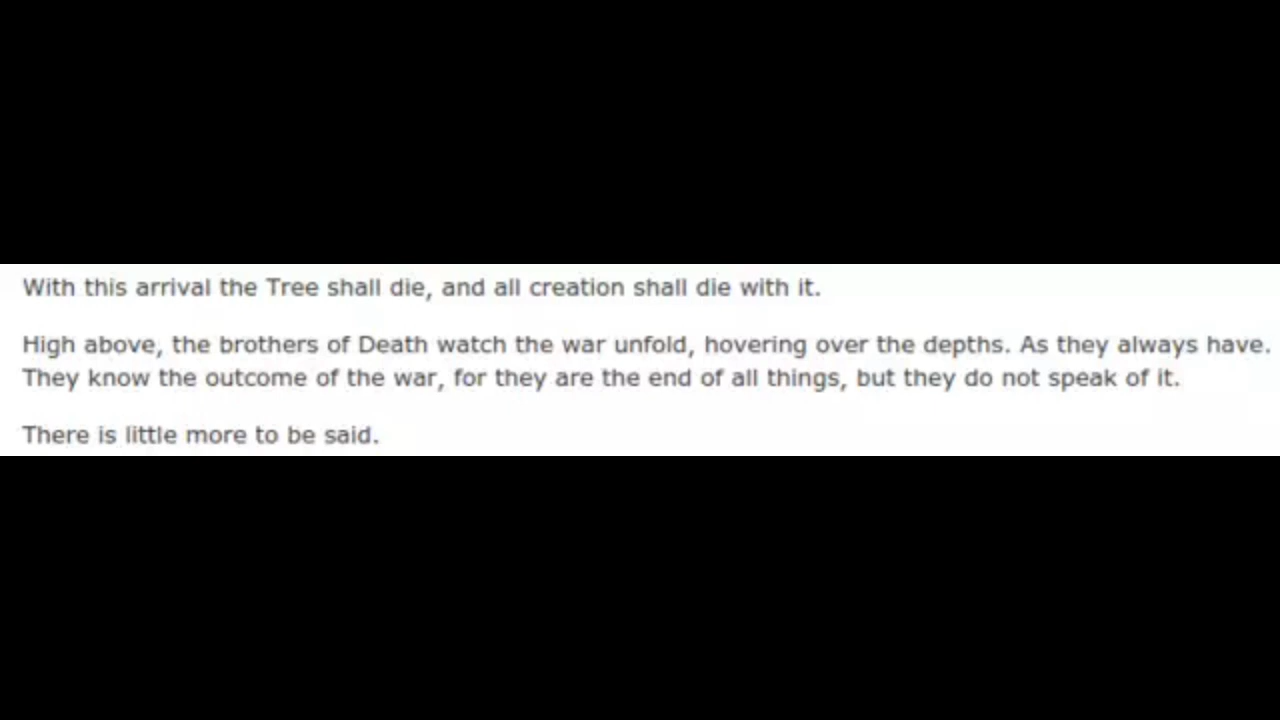 With this arrival the Tree shall die, and all creation shall die with it.
High above, the brothers of Death watch the war unfold, hovering over the depths. As they always have.
They know the outcome of the war, for they are the end of all things, but they do not speak of it.
There is little more to be said.